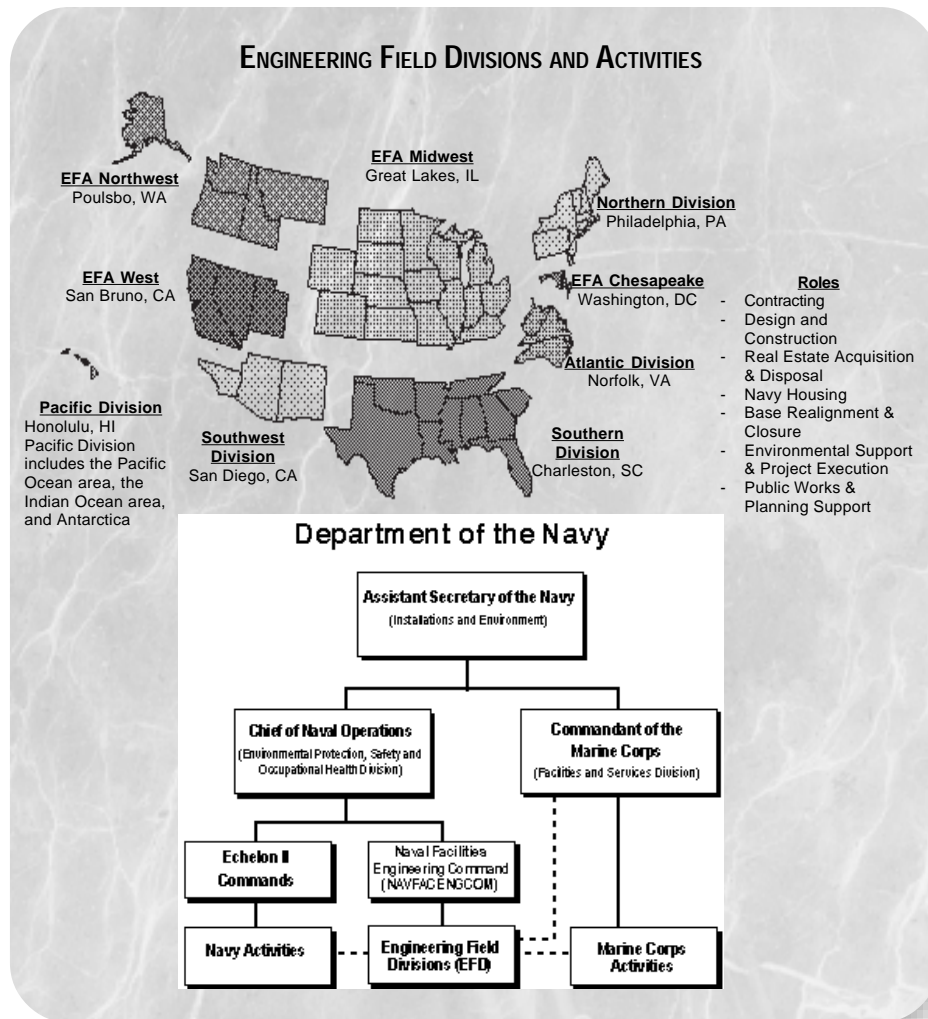 ENGINEERING FIELD DIVISIONS AND ACTIVITIES
EFA Northwest
Poulsbo, WA
EFA Midwest
Great Lakes, IL
Northern Division
Philadelphia, PA
EFA West
San Bruno, CA
EFA Chesapeake
Washington, DC
Atlantic Division
Norfolk, VA
Pacific Division
Honolulu, HI
Pacific Division
includes the Pacific
Ocean area, the
Indian Ocean area,
and Antarctica
Southwest
Division
San Diego, CA
Southern
Division
Charleston, SC
Roles
- Contracting
- Design and
Construction
- Real Estate Acquisition
& Disposal
- Navy Housing
- Base Realignment &
Closure
- Environmental Support
& Project Execution
- Public Works &
Planning Support
Department of the Navy
Assistant Secretary of the Navy
(Installations and Environment)
Chief of Naval Operations
(Environmental Protection, Safety and
Occupational Health Division)
Commandant of the
Marine Corps
(Facilities and Services Division)
Echelon II
Commands
Naval Facilities
Engineering Command
(NAVFACENGCOM)
Navy Activities
Engineering Field
Divisions (EFD)
Marine Corps
Activities